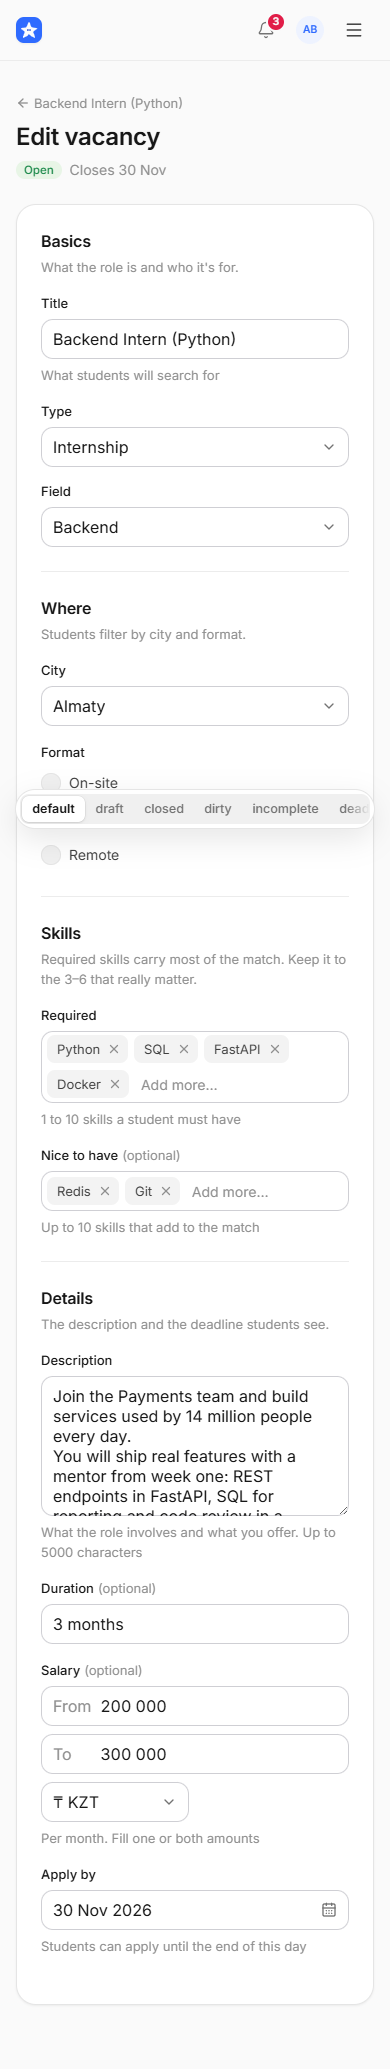 3
AB
← Backend Intern (Python)
Edit vacancy
Open Closes 30 Nov
Basics
What the role is and who it's for.
Title
Backend Intern (Python)
What students will search for
Type
Internship
Field
Backend
Where
Students filter by city and format.
City
Almaty
Format
On-site
default draft closed dirty incomplete
Remote
Skills
Required skills carry most of the match. Keep it to
the 3–6 that really matter.
Required
Python × SQL × FastAPI ×
Docker × Add more...
1 to 10 skills a student must have
Nice to have (optional)
Redis × Git × Add more...
Up to 10 skills that add to the match
Details
The description and the deadline students see.
Description
Join the Payments team and build
services used by 14 million people
every day.
You will ship real features with a
mentor from week one: REST
endpoints in FastAPI, SQL for
reporting and code review in a
What the role involves and what you offer. Up to
5000 characters
Duration (optional)
3 months
Salary (optional)
From 200 000
To 300 000
₸ KZT
Per month. Fill one or both amounts
Apply by
30 Nov 2026
Students can apply until the end of this day